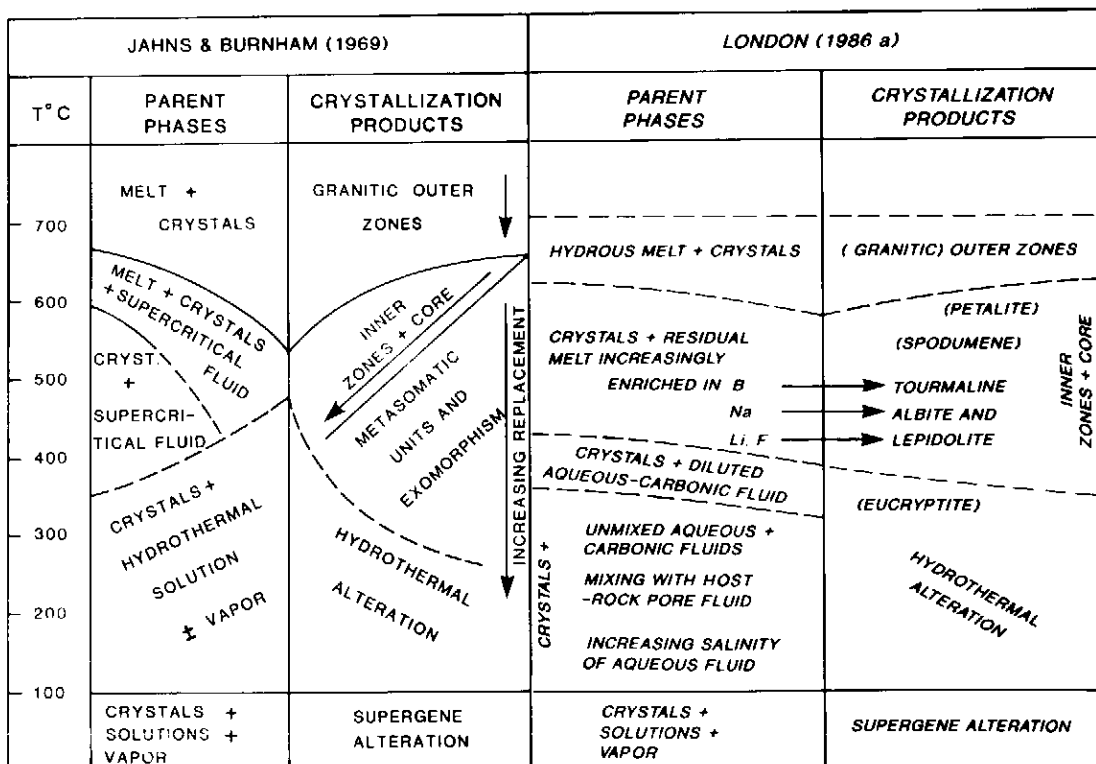 JAHNS & BURNHAM (1969)
LONDON (1986 a)
T°C
PARENT
PHASES
CRYSTALLIZATION
PRODUCTS
PARENT
PHASES
CRYSTALLIZATION
PRODUCTS
700
600
500
400
300
200
100
MELT +
CRYSTALS
MELT + CRYSTALS
+ SUPERCRITICAL
FLUID
CRYST.
+
SUPERCRI-
TICAL FLUID
CRYSTALS +
HYDROTHERMAL
SOLUTION
± VAPOR
CRYSTALS +
SOLUTIONS +
VAPOR
GRANITIC OUTER
ZONES
INNER
ZONES + CORE
METASOMATIC
UNITS AND
EXOMORPHISM
INCREASING REPLACEMENT
HYDROTHERMAL
ALTERATION
SUPERGENE
ALTERATION
HYDROUS MELT + CRYSTALS
CRYSTALS + RESIDUAL
MELT INCREASINGLY
ENRICHED IN B
Na
Li, F
CRYSTALS + DILUTED
AQUEOUS-CARBONIC FLUID
CRYSTALS +
UNMIXED AQUEOUS +
CARBONIC FLUIDS
MIXING WITH HOST
-ROCK PORE FLUID
INCREASING SALINITY
OF AQUEOUS FLUID
CRYSTALS +
SOLUTIONS +
VAPOR
(GRANITIC) OUTER ZONES
(PETALITE)
(SPODUMENE)
TOURMALINE
ALBITE AND
LEPIDOLITE
INNER
ZONES + CORE
(EUCRYPTITE)
HYDROTHERMAL
ALTERATION
SUPERGENE ALTERATION